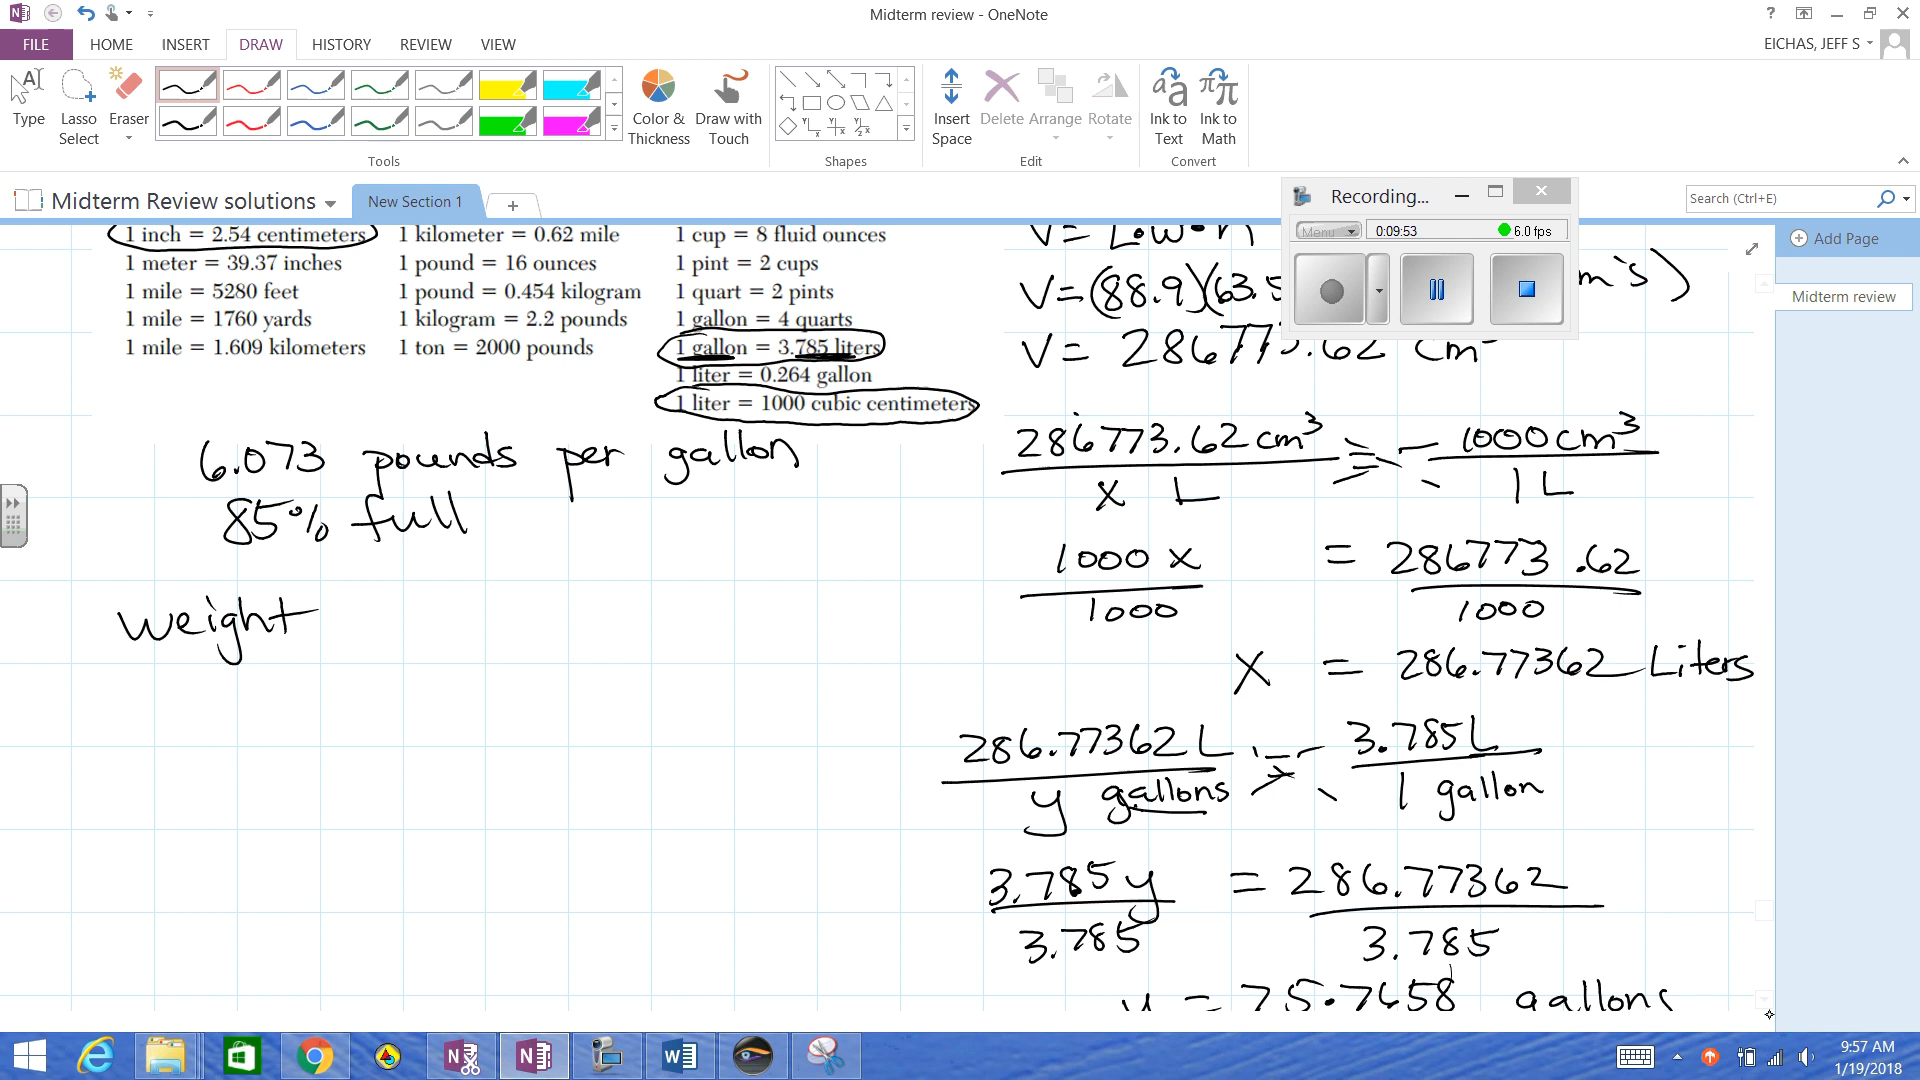 Midterm review - OneNote
?
FILE HOME INSERT DRAW HISTORY REVIEW VIEW
EICHAS, JEFF S
Type
Lasso Select
Eraser
Color & Thickness
Draw with Touch
Insert Space
Delete
Arrange
Rotate
Ink to Text
Ink to Math
Tools
Shapes
Edit
Convert
Midterm Review solutions
New Section 1
+
Search (Ctrl+E)
Recording...
Menu
0:09:53
6.0 fps
Add Page
Midterm review
1 inch = 2.54 centimeters
1 meter = 39.37 inches
1 mile = 5280 feet
1 mile = 1760 yards
1 mile = 1.609 kilometers
1 kilometer = 0.62 mile
1 pound = 16 ounces
1 pound = 0.454 kilogram
1 kilogram = 2.2 pounds
1 ton = 2000 pounds
1 cup = 8 fluid ounces
1 pint = 2 cups
1 quart = 2 pints
1 gallon = 4 quarts
1 gallon = 3.785 liters
1 liter = 0.264 gallon
1 liter = 1000 cubic centimeters
6.073 pounds per gallon
85% full
weight
V = L·W·H
V = (88.9)(63.5 m's)
V = 286773.62 cm
286773.62 cm³ = 1000 cm³
x L 1 L
1000 x = 286773.62
1000 1000
X = 286.77362 Liters
286.77362 L = 3.785 L
y gallons 1 gallon
3.785 y = 286.77362
3.785 3.785
y = 75.7658 gallons
9:57 AM
1/19/2018